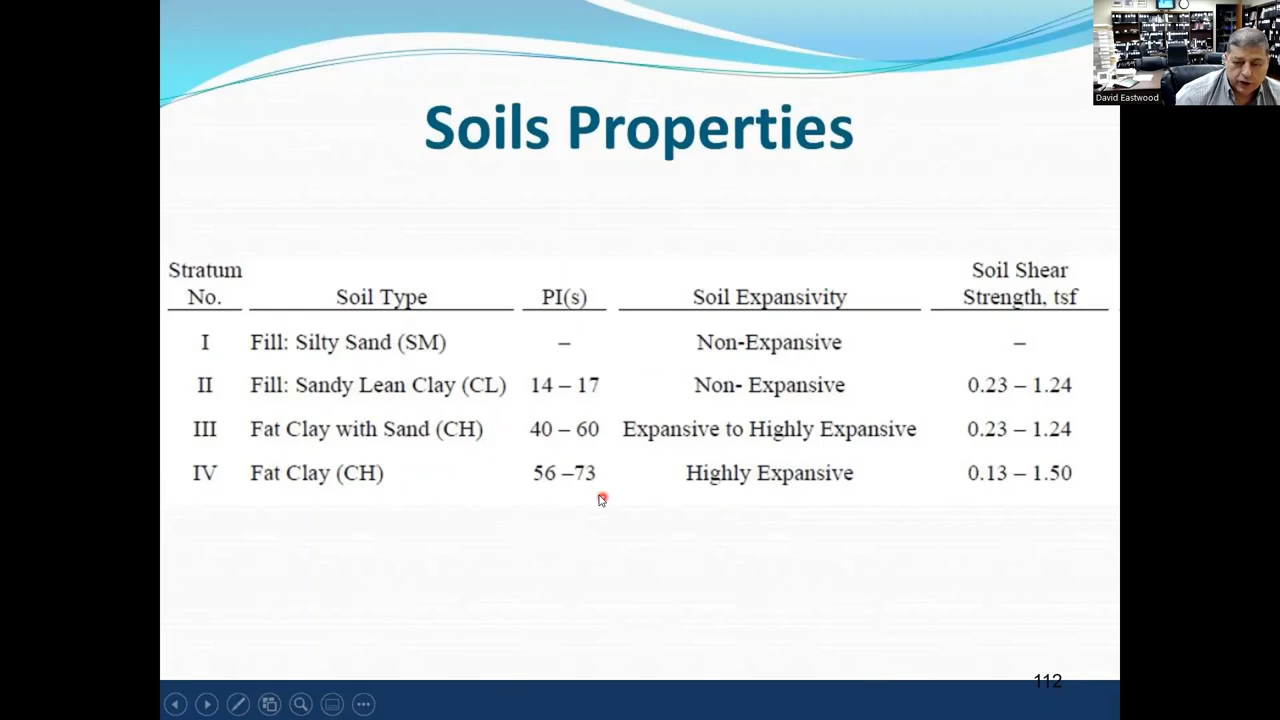 David Eastwood
Soils Properties
Stratum No. Soil Type PI(s) Soil Expansivity Soil Shear Strength, tsf
I Fill: Silty Sand (SM) – Non-Expansive –
II Fill: Sandy Lean Clay (CL) 14 – 17 Non- Expansive 0.23 – 1.24
III Fat Clay with Sand (CH) 40 – 60 Expansive to Highly Expansive 0.23 – 1.24
IV Fat Clay (CH) 56 –73 Highly Expansive 0.13 – 1.50
112